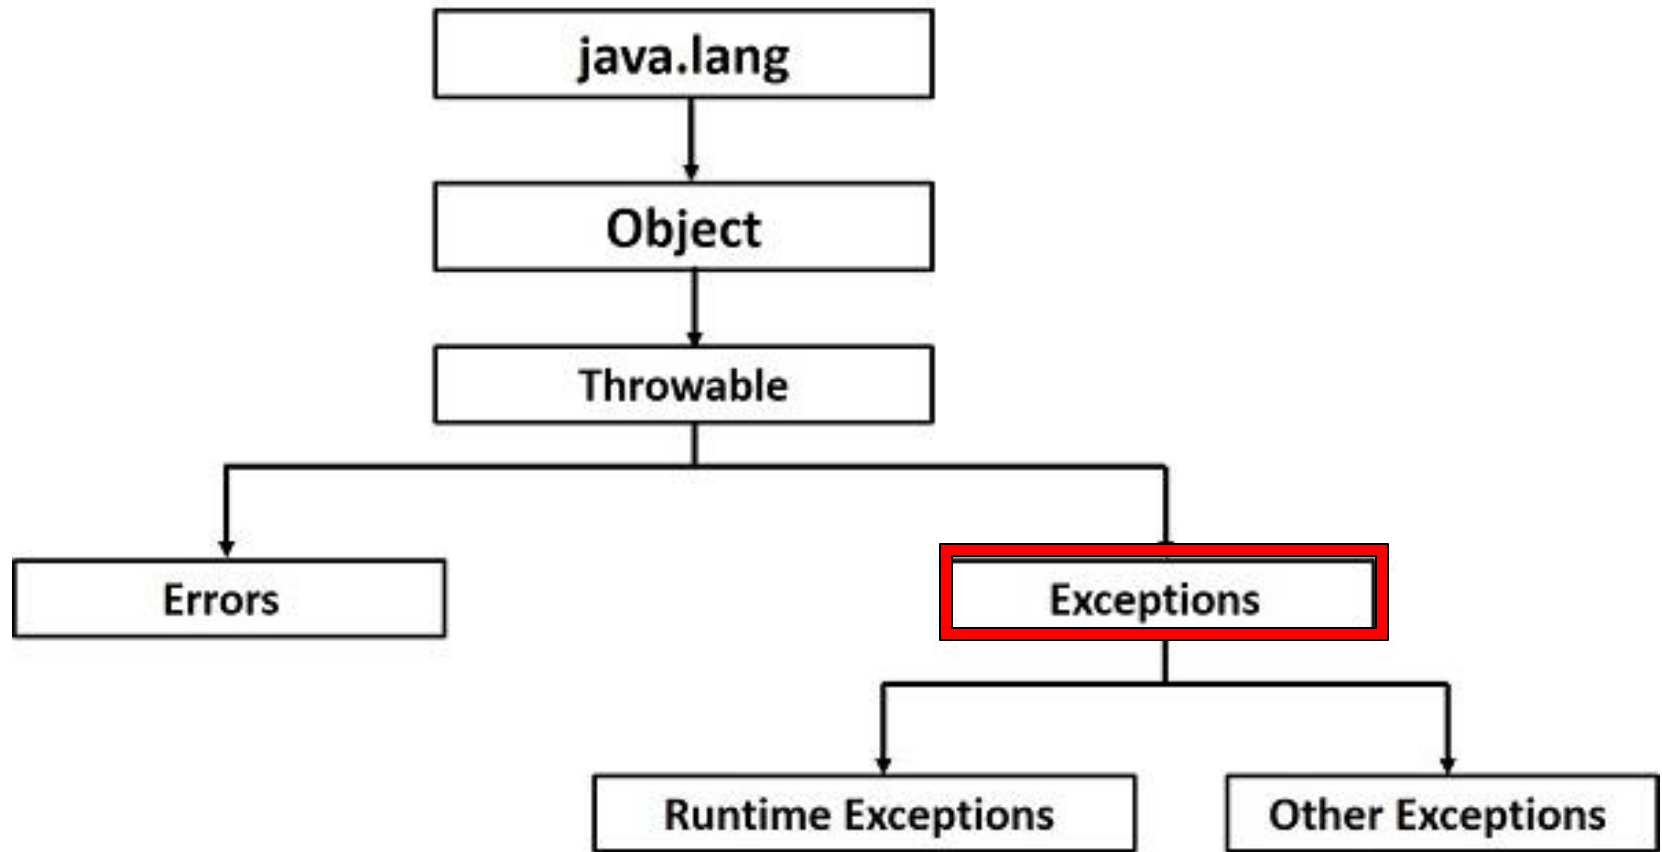 java.lang
Object
Throwable
Errors
Exceptions
Runtime Exceptions
Other Exceptions